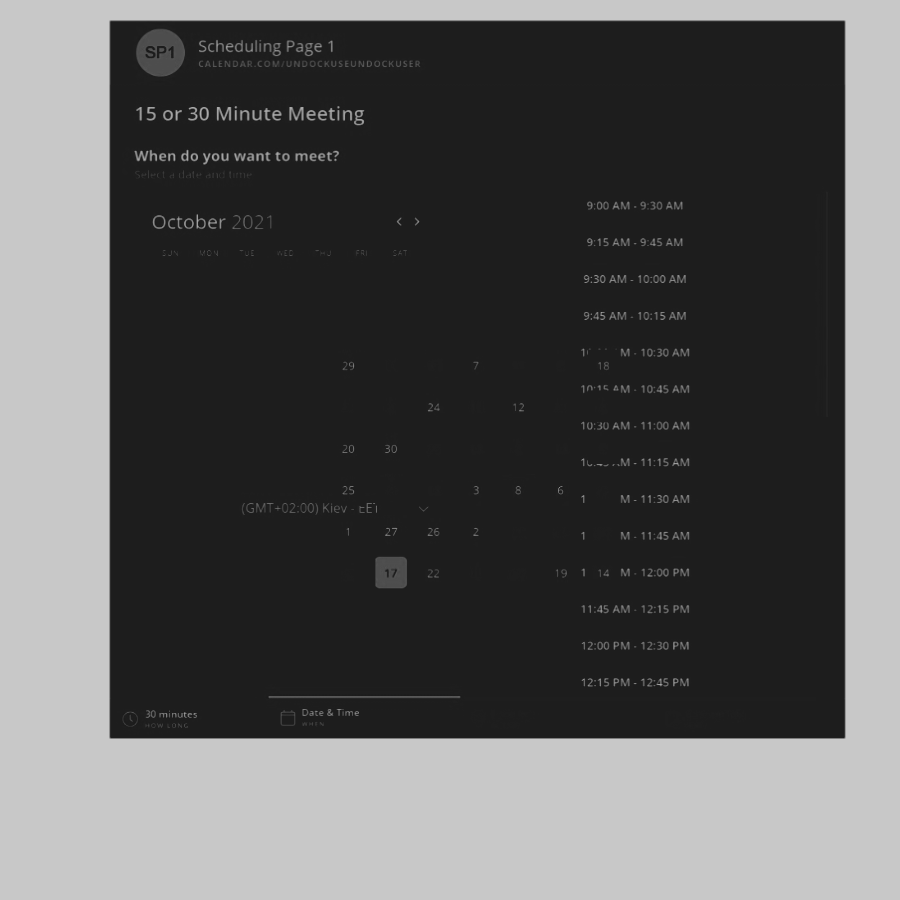 SP1
Scheduling Page 1
CALENDAR.COM/UNDOCKUSEUNDOCKUSER
15 or 30 Minute Meeting
When do you want to meet?
Select a date and time
October 2021
SUN MON TUE WED THU FRI SAT
29 7 18
24 12
20 30
25 3 8 6
(GMT+02:00) Kiev - EET
1 27 26 2
17 22 19 14
9:00 AM - 9:30 AM
9:15 AM - 9:45 AM
9:30 AM - 10:00 AM
9:45 AM - 10:15 AM
M - 10:30 AM
10:15 AM - 10:45 AM
10:30 AM - 11:00 AM
M - 11:15 AM
1 M - 11:30 AM
1 M - 11:45 AM
1 M - 12:00 PM
11:45 AM - 12:15 PM
12:00 PM - 12:30 PM
12:15 PM - 12:45 PM
30 minutes
HOW LONG
Date & Time
WHEN